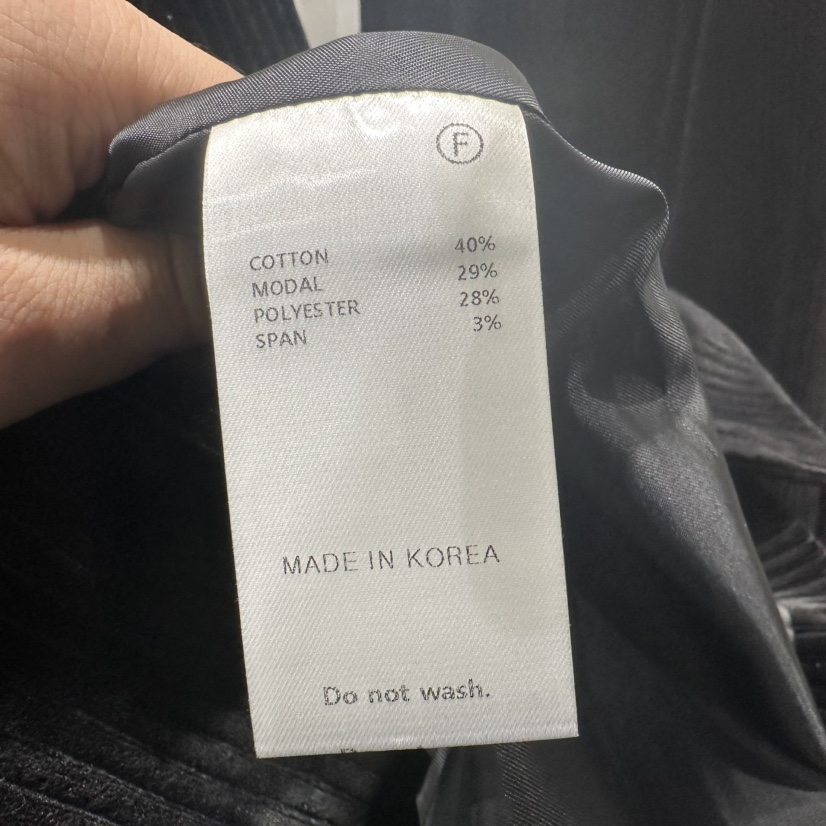 F
COTTON 40%
MODAL 29%
POLYESTER 28%
SPAN 3%
MADE IN KOREA
Do not wash.